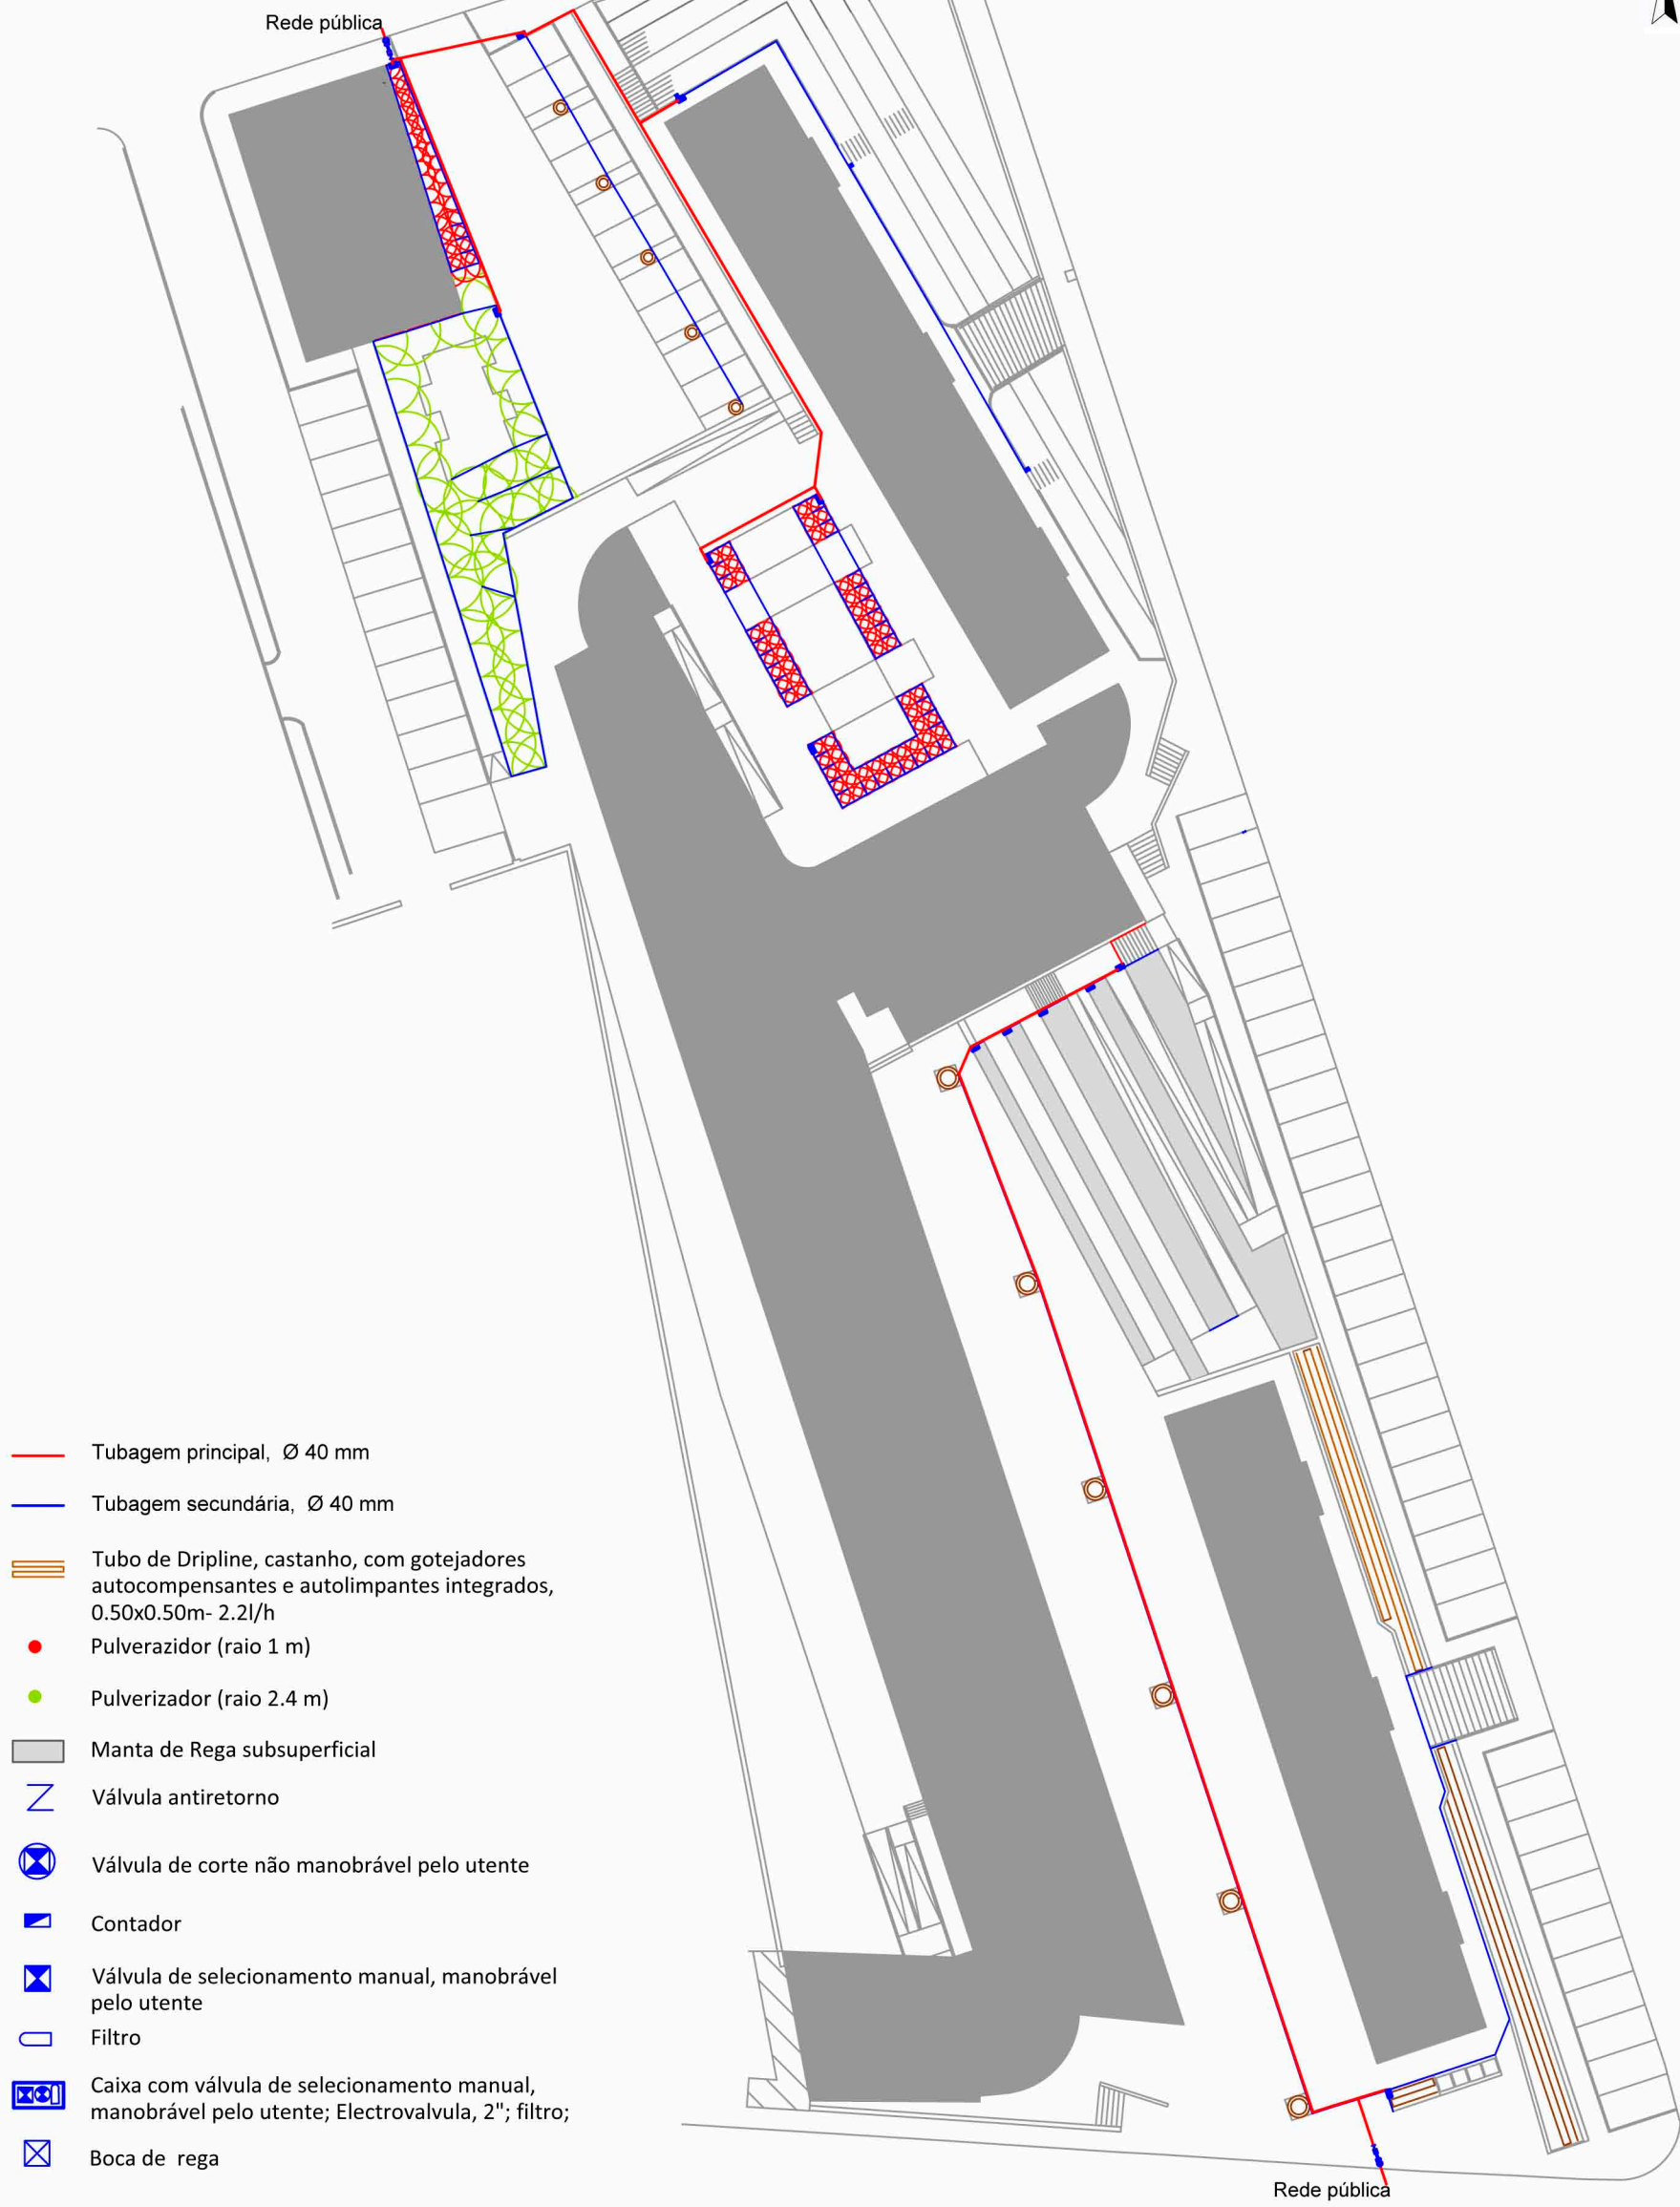 Rede pública
Tubagem principal, Ø 40 mm
Tubagem secundária, Ø 40 mm
Tubo de Dripline, castanho, com gotejadores
autocompensantes e autolimpantes integrados,
0.50x0.50m- 2.2l/h
Pulverazidor (raio 1 m)
Pulverizador (raio 2.4 m)
Manta de Rega subsuperficial
Válvula antiretorno
Válvula de corte não manobrável pelo utente
Contador
Válvula de selecionamento manual, manobrável
pelo utente
Filtro
Caixa com válvula de selecionamento manual,
manobrável pelo utente; Electrovalvula, 2"; filtro;
Boca de rega
Rede pública